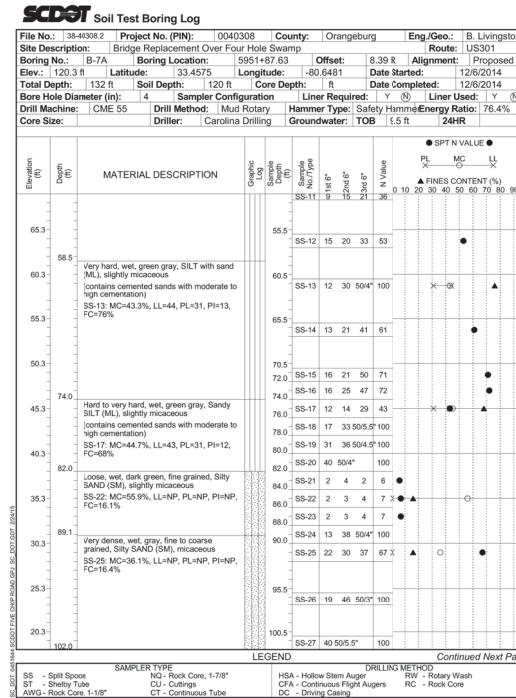 SCDOT Soil Test Boring Log
File No.: 38-40308.2 Project No. (PIN): 0040308 County: Orangeburg Eng./Geo.: B. Livingsto
Site Description: Bridge Replacement Over Four Hole Swamp Route: US301
Boring No.: B-7A Boring Location: 5951+87.63 Offset: 8.39 R Alignment: Proposed
Elev.: 120.3 ft Latitude: 33.4575 Longitude: -80.6481 Date Started: 12/6/2014
Total Depth: 132 ft Soil Depth: 120 ft Core Depth: ft Date Completed: 12/6/2014
Bore Hole Diameter (in): 4 Sampler Configuration Liner Required: Y N Liner Used: Y N
Drill Machine: CME 55 Drill Method: Mud Rotary Hammer Type: Safety Hammer Energy Ratio: 76.4%
Core Size: Driller: Carolina Drilling Groundwater: TOB 5.5 ft 24HR
Elevation (ft) Depth (ft) MATERIAL DESCRIPTION Graphic Log Sample Depth (ft) Sample No./Type 1st 6" 2nd 6" 3rd 6" N Value
● SPT N VALUE ●
PL MC LL
▲ FINES CONTENT (%)
0 10 20 30 40 50 60 70 80 90
SS-11 9 15 21 36
65.3 55.5
SS-12 15 20 33 53
58.5
Very hard, wet, green gray, SILT with sand
(ML), slightly micaceous
60.3 60.5
(contains cemented sands with moderate to
high cementation)
SS-13 12 30 50/4" 100
SS-13: MC=43.3%, LL=44, PL=31, PI=13,
FC=76%
55.3 65.5
SS-14 13 21 41 61
50.3 70.5
SS-15 16 21 50 71
72.0
SS-16 16 25 47 72
74.0 74.0
Hard to very hard, wet, green gray, Sandy
SILT (ML), slightly micaceous
45.3 SS-17 12 14 29 43
76.0
(contains cemented sands with moderate to
high cementation)
SS-18 17 33 50/5.5" 100
78.0
SS-17: MC=44.7%, LL=43, PL=31, PI=12,
FC=68%
SS-19 31 36 50/4.5" 100
40.3 80.0
SS-20 40 50/4" 100
82.0 82.0
Loose, wet, dark green, fine grained, Silty
SAND (SM), slightly micaceous
SS-21 2 4 2 6
84.0
SS-22: MC=55.9%, LL=NP, PL=NP, PI=NP,
FC=16.1%
35.3 SS-22 2 3 4 7
86.0
SS-23 2 3 4 7
88.0
89.1 SS-24 13 38 50/4" 100
90.0
Very dense, wet, gray, fine to coarse
grained, Silty SAND (SM), micaceous
30.3 SS-25 22 30 37 67
SS-25: MC=36.1%, LL=NP, PL=NP, PI=NP,
FC=16.4%
25.3 95.5
SS-26 19 46 50/3" 100
20.3 100.5
102.0 SS-27 40 50/5.5" 100
LEGEND Continued Next Pa
SAMPLER TYPE DRILLING METHOD
SS - Split Spoon NQ - Rock Core, 1-7/8" HSA - Hollow Stem Auger RW - Rotary Wash
ST - Shelby Tube CU - Cuttings CFA - Continuous Flight Augers RC - Rock Core
AWG - Rock Core, 1-1/8" CT - Continuous Tube DC - Driving Casing